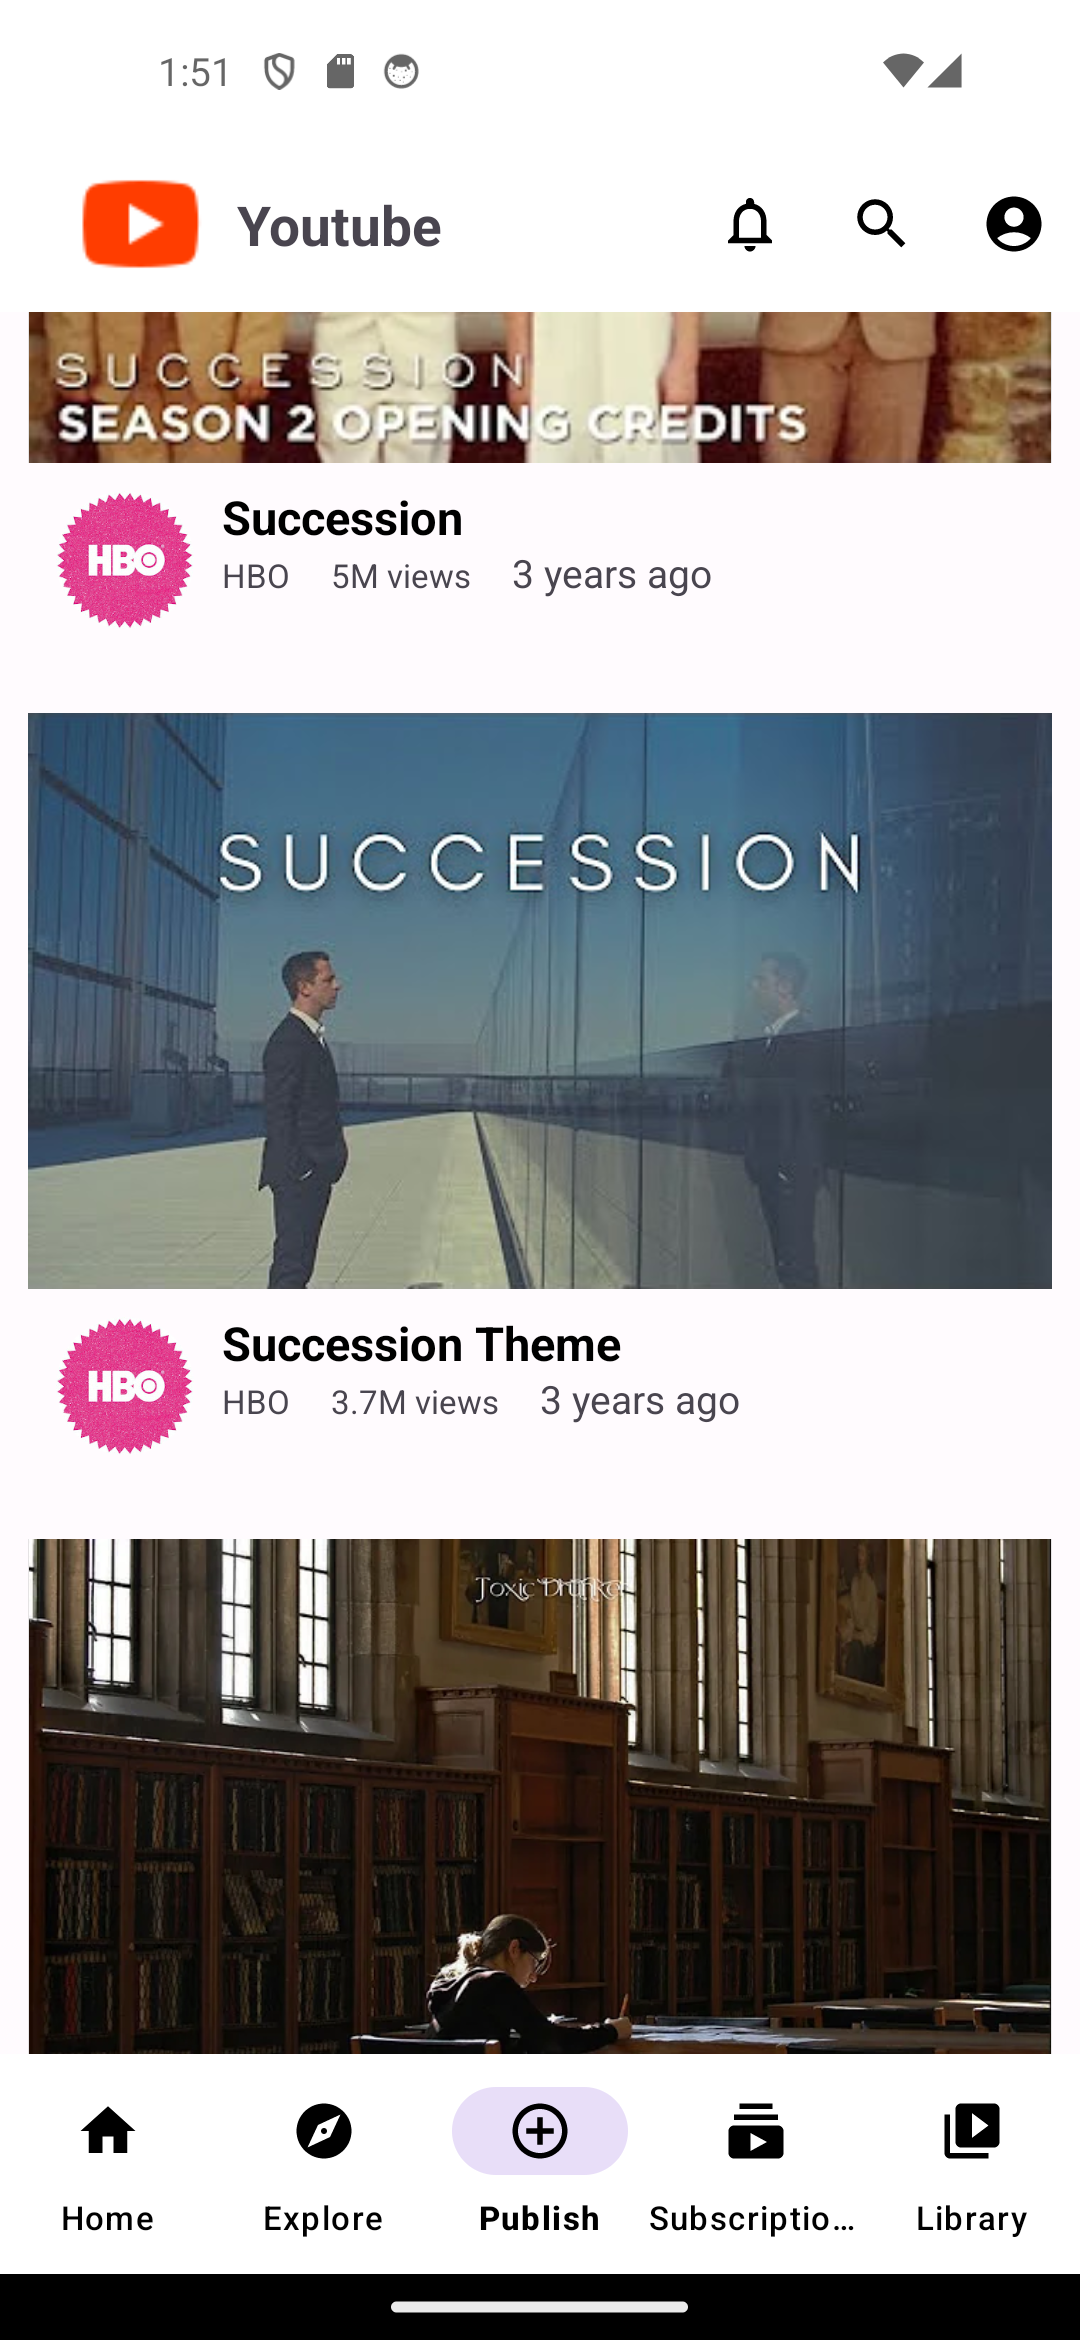 1:51
Youtube
SUCCESSION
SEASON 2 OPENING CREDITS
HBO
Succession
HBO 5M views 3 years ago
SUCCESSION
HBO
Succession Theme
HBO 3.7M views 3 years ago
Toxic
Home Explore Publish Subscriptio... Library